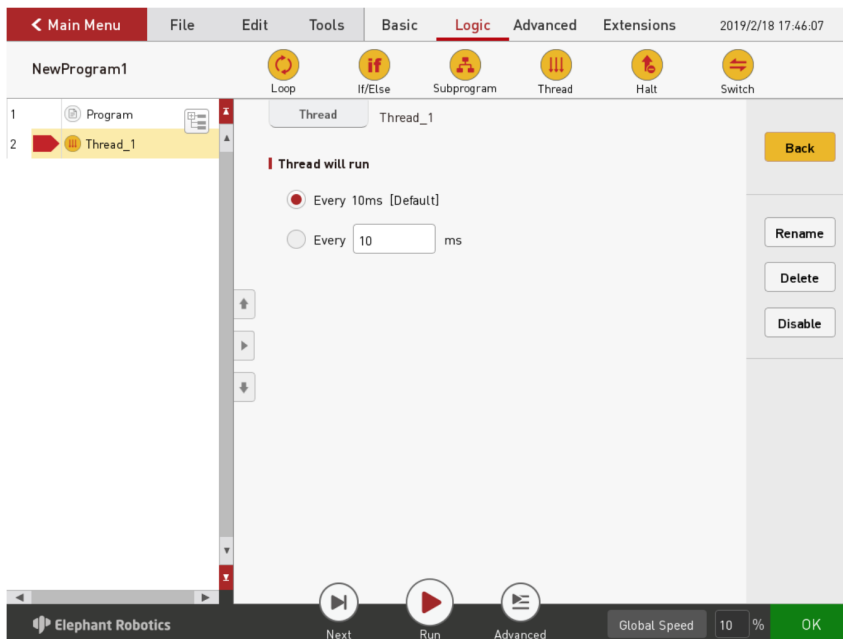 Main Menu File Edit Tools Basic Logic Advanced Extensions 2019/2/18 17:46:07
NewProgram1
if
Loop If/Else Subprogram Thread Halt Switch
1 Program
2 Thread_1
Thread Thread_1
Thread will run
Every 10ms [Default]
Every 10 ms
Back
Rename
Delete
Disable
Elephant Robotics
Next Run Advanced
Global Speed 10 % OK